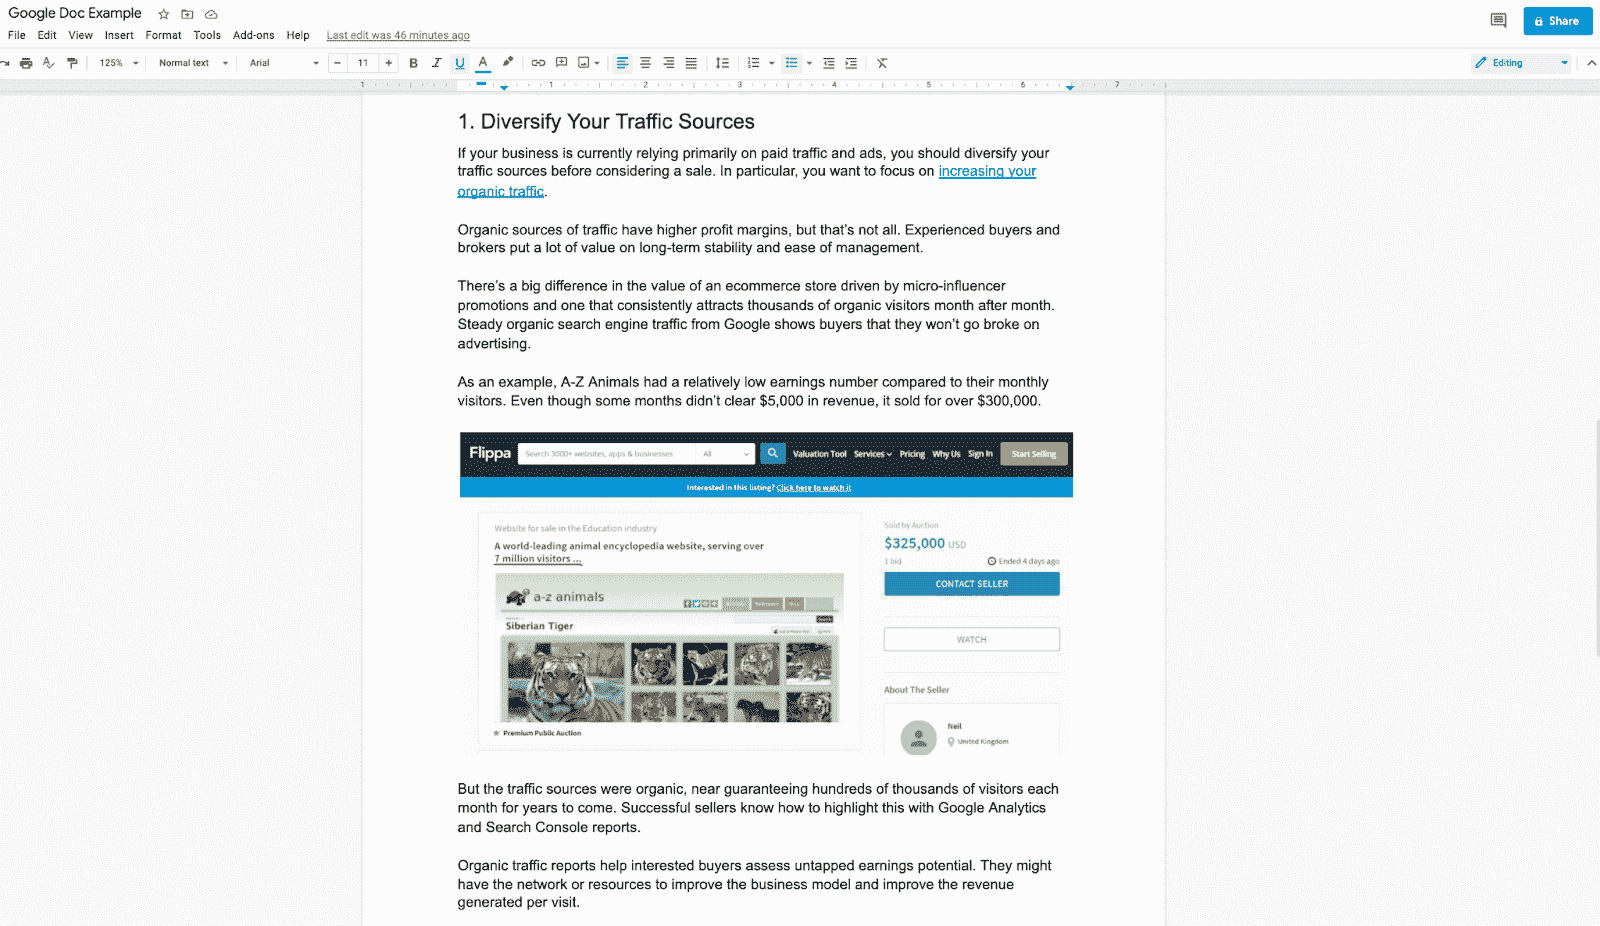 Google Doc Example
File Edit View Insert Format Tools Add-ons Help Last edit was 46 minutes ago
Share
125% Normal text Arial 11 B I U A Editing
1 1 2 3 4 5 6 7
1. Diversify Your Traffic Sources
If your business is currently relying primarily on paid traffic and ads, you should diversify your
traffic sources before considering a sale. In particular, you want to focus on increasing your
organic traffic.
Organic sources of traffic have higher profit margins, but that’s not all. Experienced buyers and
brokers put a lot of value on long-term stability and ease of management.
There’s a big difference in the value of an ecommerce store driven by micro-influencer
promotions and one that consistently attracts thousands of organic visitors month after month.
Steady organic search engine traffic from Google shows buyers that they won’t go broke on
advertising.
As an example, A-Z Animals had a relatively low earnings number compared to their monthly
visitors. Even though some months didn’t clear $5,000 in revenue, it sold for over $300,000.
Flippa Search 3000+ websites, apps & businesses All Valuation Tool Services Pricing Why Us Sign In Start Selling
Interested in this listing? Click here to watch it
Website for sale in the Education industry
A world-leading animal encyclopedia website, serving over
7 million visitors ...
a-z animals
Siberian Tiger
Premium Public Auction
Sold by Auction
$325,000 USD
1 bid Ended 4 days ago
CONTACT SELLER
WATCH
About The Seller
Neil
United Kingdom
But the traffic sources were organic, near guaranteeing hundreds of thousands of visitors each
month for years to come. Successful sellers know how to highlight this with Google Analytics
and Search Console reports.
Organic traffic reports help interested buyers assess untapped earnings potential. They might
have the network or resources to improve the business model and improve the revenue
generated per visit.